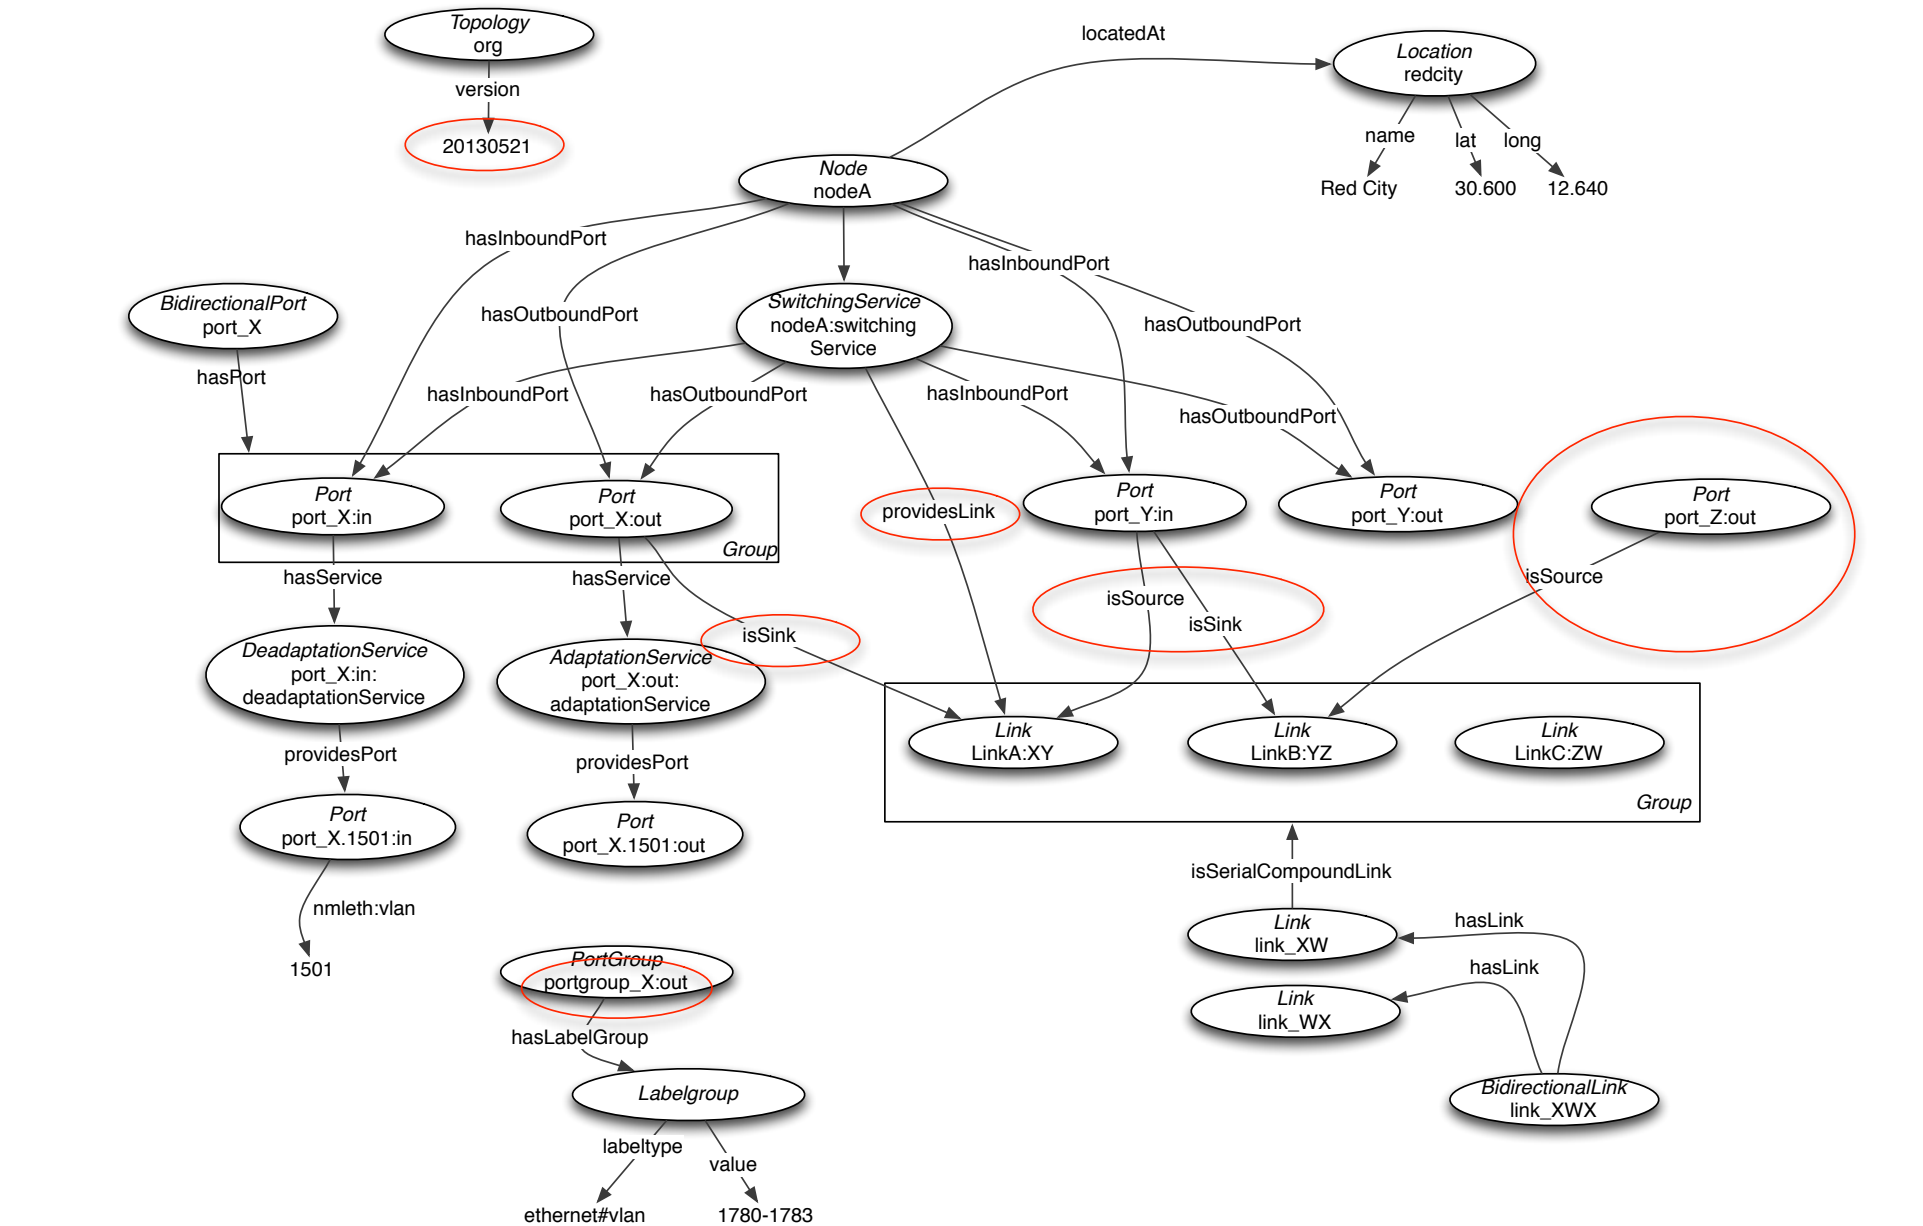 Topology
org
version
20130521
locatedAt
Location
redcity
name
lat
long
Red City
30.600
12.640
Node
nodeA
hasInboundPort
hasOutboundPort
hasInboundPort
hasOutboundPort
BidirectionalPort
port_X
hasPort
SwitchingService
nodeA:switching
Service
hasInboundPort
hasOutboundPort
hasInboundPort
hasOutboundPort
Port
port_X:in
Port
port_X:out
Group
providesLink
Port
port_Y:in
Port
port_Y:out
Port
port_Z:out
hasService
hasService
isSink
isSource
isSink
isSource
DeadaptationService
port_X:in:
deadaptationService
AdaptationService
port_X:out:
adaptationService
providesPort
providesPort
Link
LinkA:XY
Link
LinkB:YZ
Link
LinkC:ZW
Group
Port
port_X.1501:in
Port
port_X.1501:out
nmleth:vlan
1501
isSerialCompoundLink
Link
link_XW
hasLink
hasLink
Link
link_WX
BidirectionalLink
link_XWX
PortGroup
portgroup_X:out
hasLabelGroup
Labelgroup
labeltype
value
ethernet#vlan
1780-1783